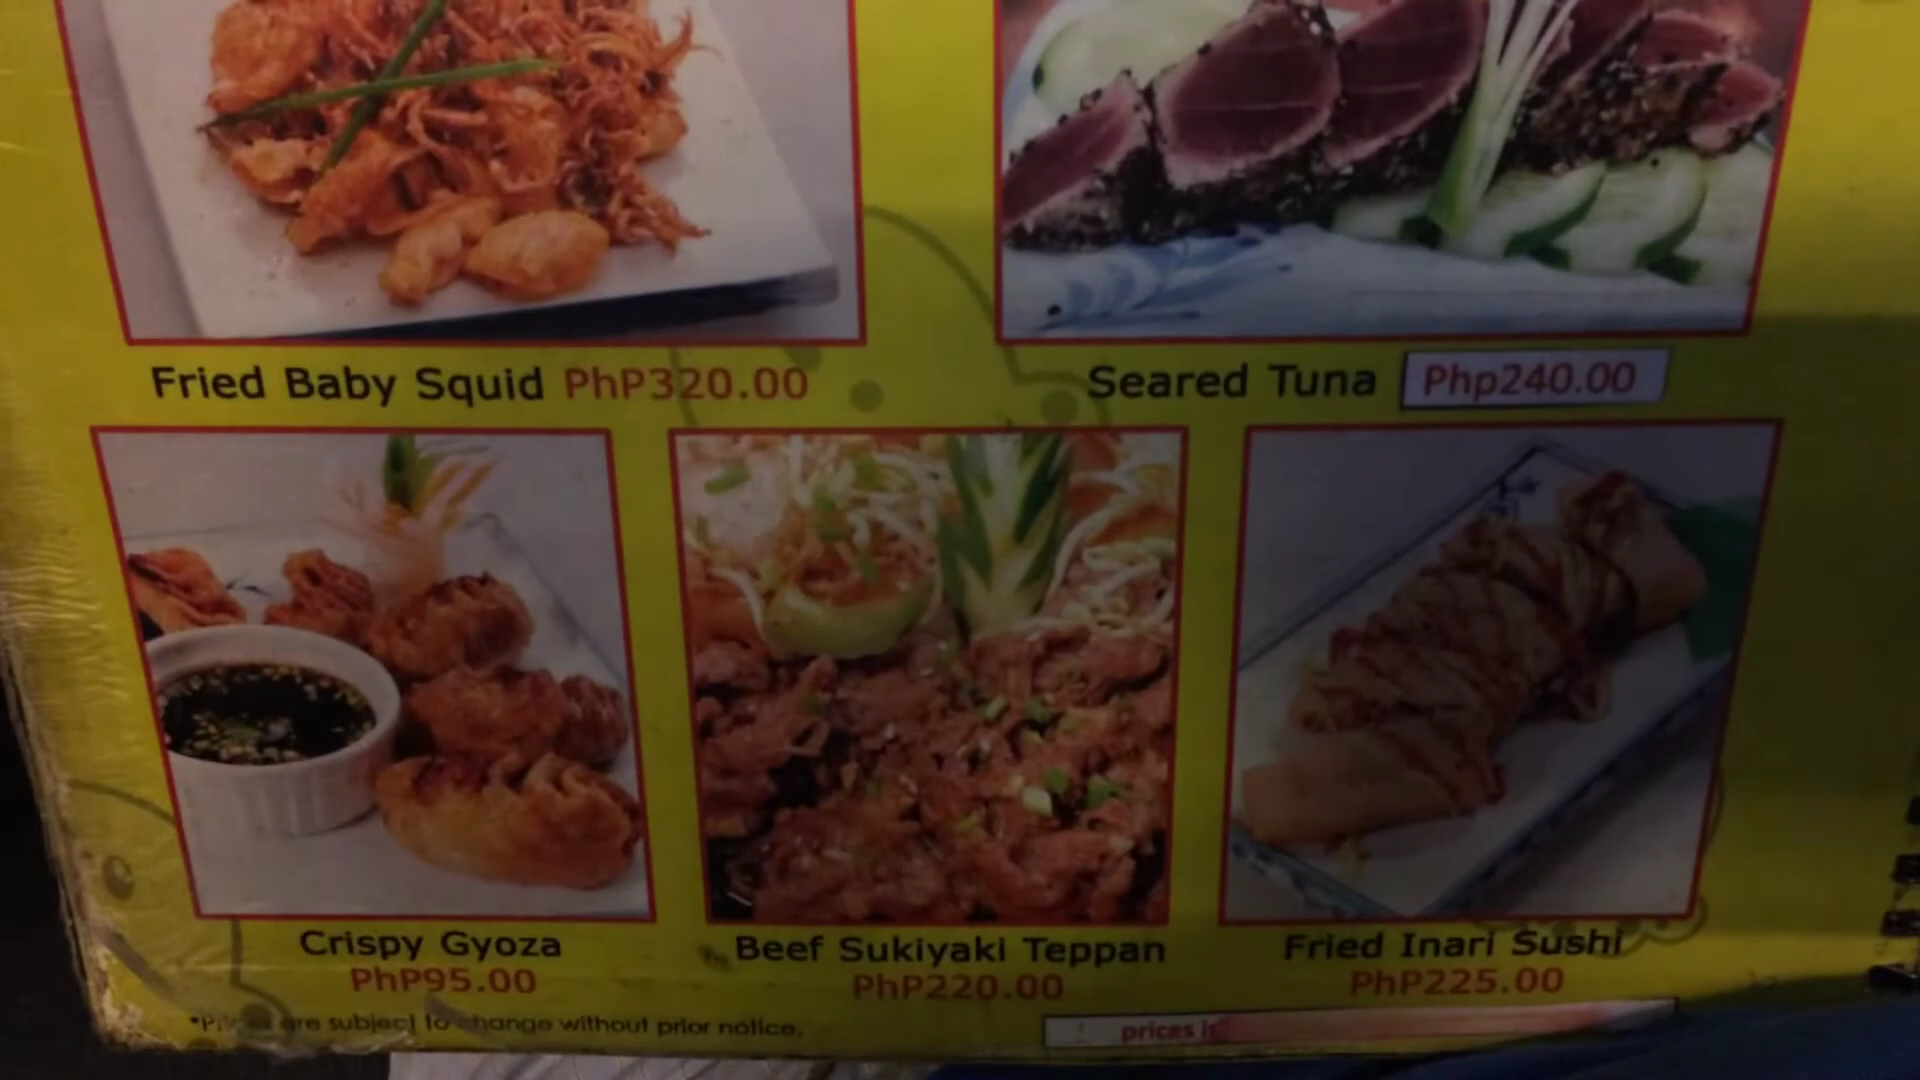 Fried Baby Squid PhP320.00
Seared Tuna Php240.00
Crispy Gyoza
PhP95.00
Beef Sukiyaki Teppan
PhP220.00
Fried Inari Sushi
PhP225.00
*Prices are subject to change without prior notice.
prices is